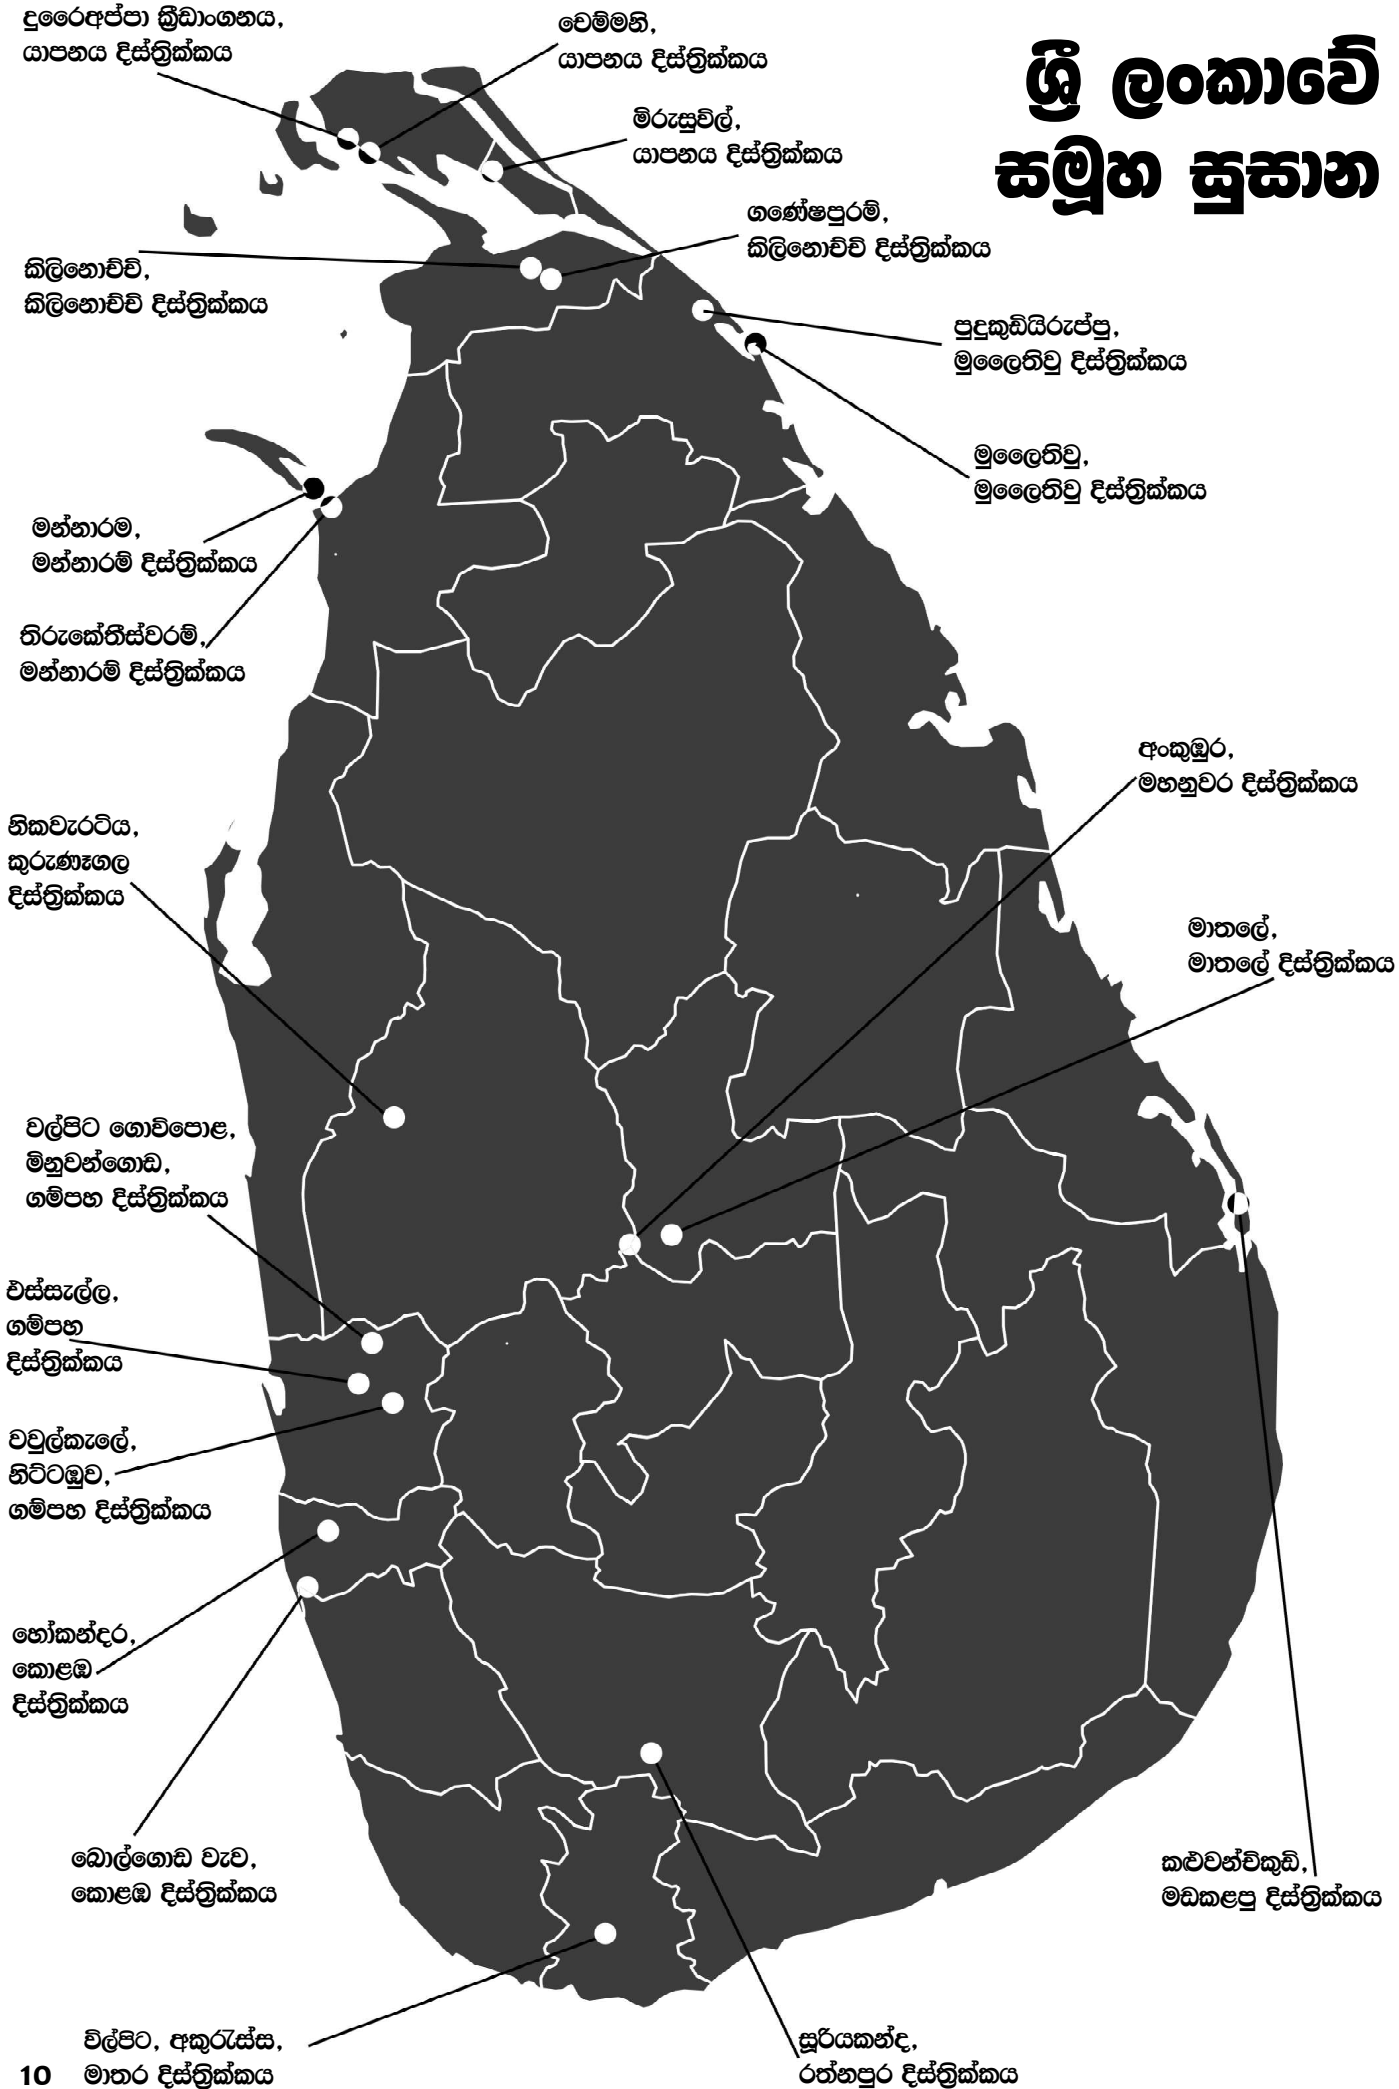 ශ්‍රී ලංකාවේ
සමූහ සුසාන
දුරෛඅප්පා ක්‍රීඩාංගනය,
යාපනය දිස්ත්‍රික්කය
චෙම්මනි,
යාපනය දිස්ත්‍රික්කය
මිරුසුවිල්,
යාපනය දිස්ත්‍රික්කය
ගණේෂපුරම්,
කිලිනොච්චි දිස්ත්‍රික්කය
කිලිනොච්චි,
කිලිනොච්චි දිස්ත්‍රික්කය
පුදුකුඩියිරුප්පු,
මුලෛතිවු දිස්ත්‍රික්කය
මුලෛතිවු,
මුලෛතිවු දිස්ත්‍රික්කය
මන්නාරම,
මන්නාරම් දිස්ත්‍රික්කය
තිරුකේතීස්වරම්,
මන්නාරම් දිස්ත්‍රික්කය
අංකුඹුර,
මහනුවර දිස්ත්‍රික්කය
නිකවැරටිය,
කුරුණෑගල
දිස්ත්‍රික්කය
මාතලේ,
මාතලේ දිස්ත්‍රික්කය
වල්පිට ගොවිපොළ,
මිනුවන්ගොඩ,
ගම්පහ දිස්ත්‍රික්කය
එස්සැල්ල,
ගම්පහ
දිස්ත්‍රික්කය
වවුල්කැලේ,
නිට්ටඹුව,
ගම්පහ දිස්ත්‍රික්කය
හෝකන්දර,
කොළඹ
දිස්ත්‍රික්කය
බොල්ගොඩ වැව,
කොළඹ දිස්ත්‍රික්කය
කළුවන්චිකුඩි,
මඩකළපු දිස්ත්‍රික්කය
විල්පිට, අකුරැස්ස,
මාතර දිස්ත්‍රික්කය
සූරියකන්ද,
රත්නපුර දිස්ත්‍රික්කය
10